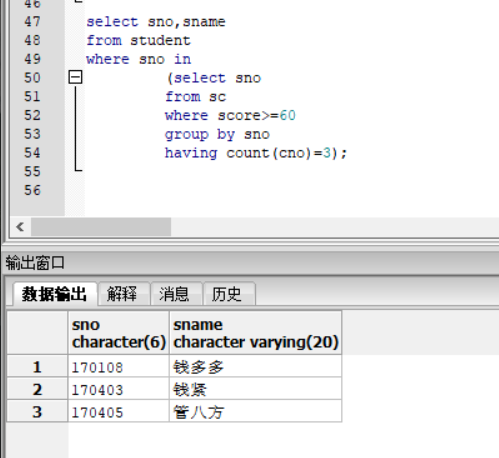 46
47 select sno,sname
48 from student
49 where sno in
50 (select sno
51 from sc
52 where score>=60
53 group by sno
54 having count(cno)=3);
55
56
输出窗口
数据输出 解释 消息 历史
sno sname
character(6) character varying(20)
1 170108 钱多多
2 170403 钱紧
3 170405 管八方